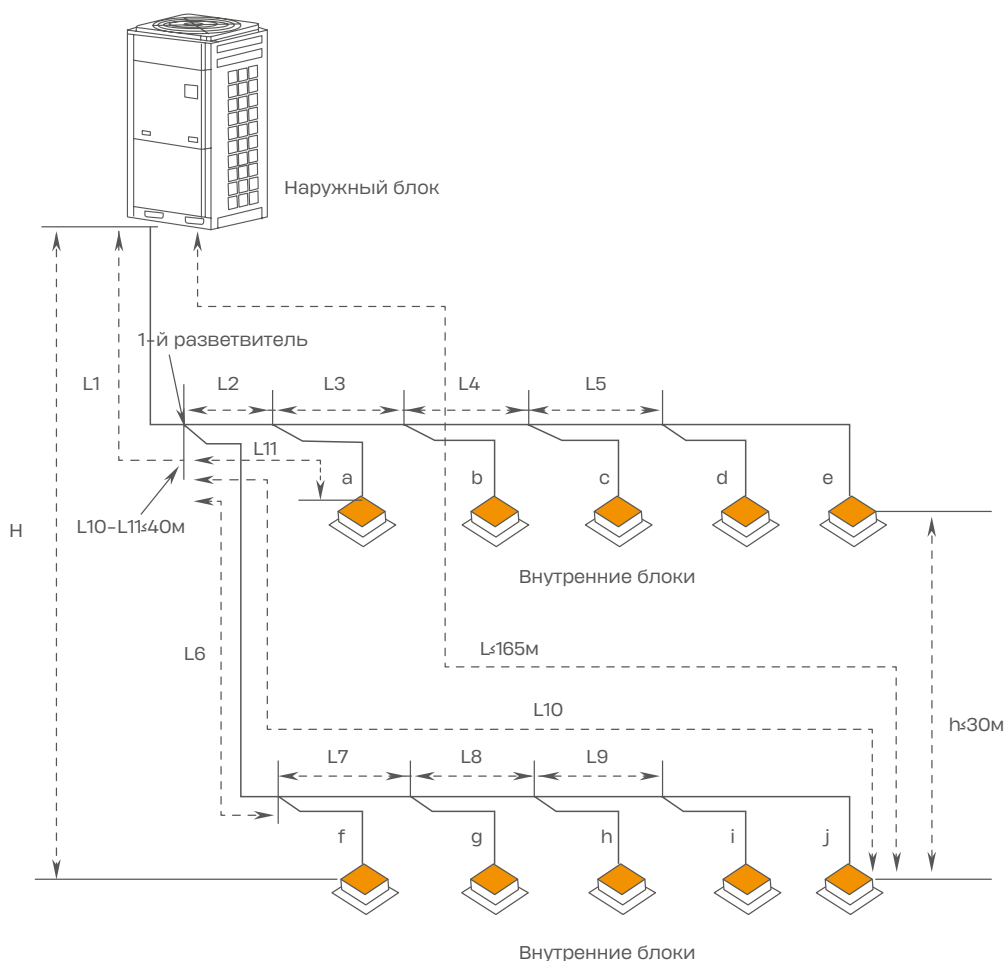 Наружный блок
1-й разветвитель
L1
L2
L3
L4
L5
L11
a
b
c
d
e
H
L10-L11≤40м
Внутренние блоки
L6
L≤165м
L10
h≤30м
L7
L8
L9
f
g
h
i
j
Внутренние блоки